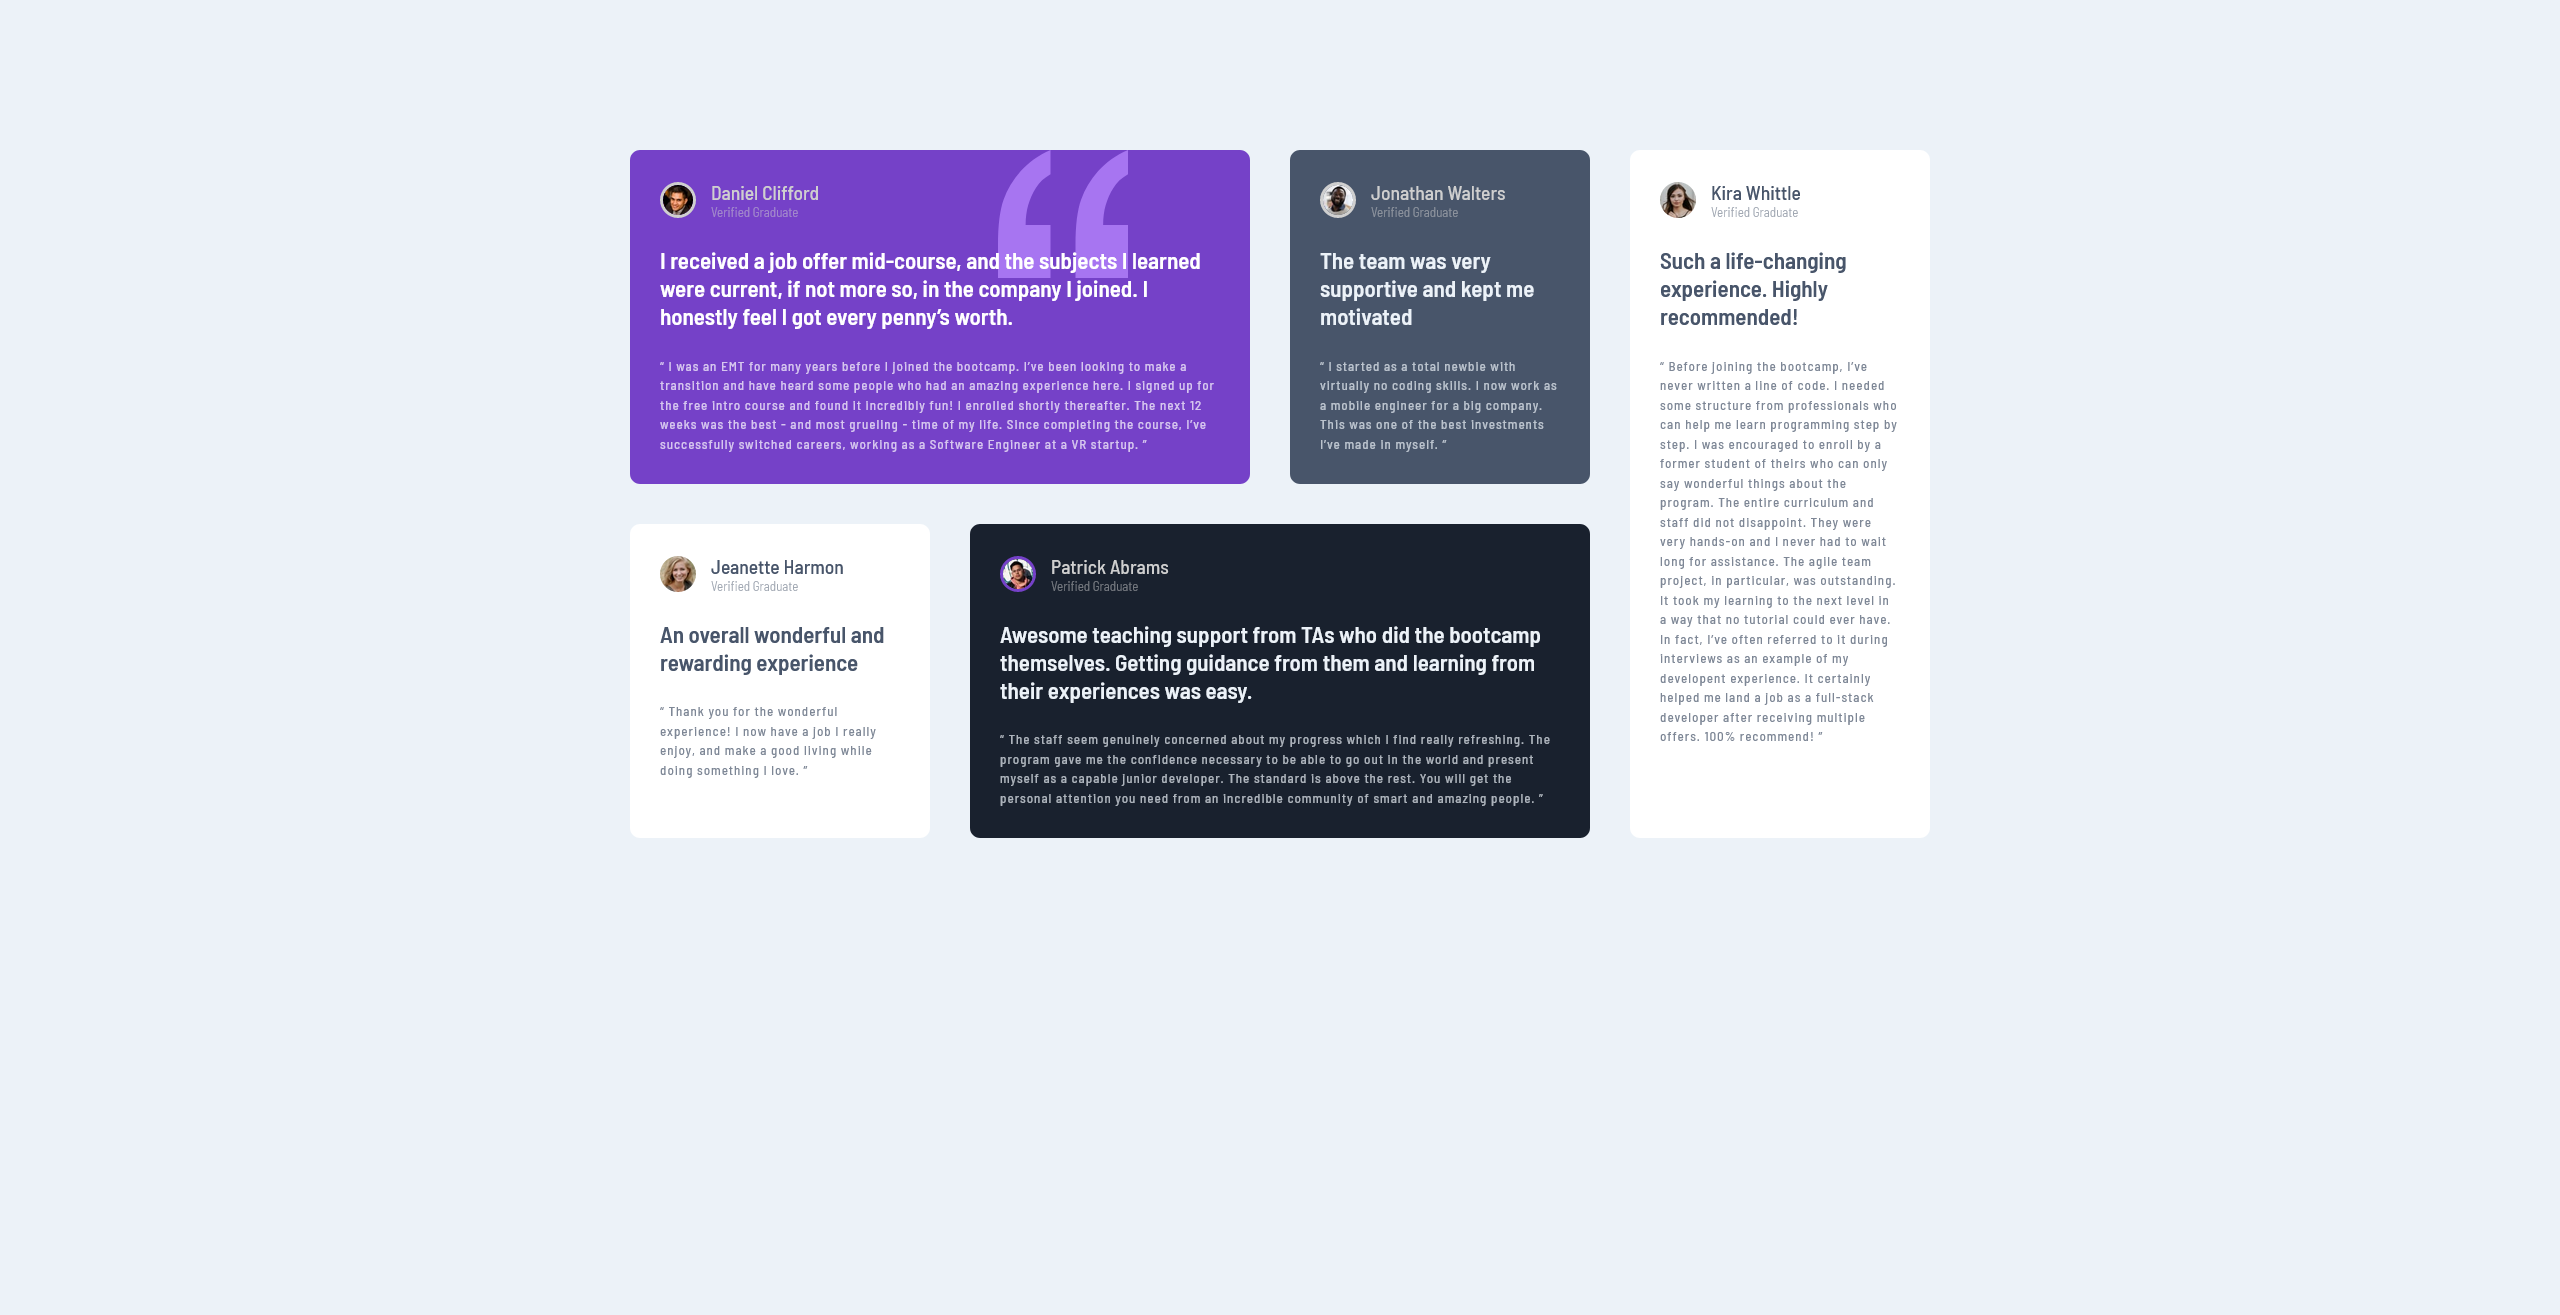 Daniel Clifford
Verified Graduate
I received a job offer mid-course, and the subjects I learned
were current, if not more so, in the company I joined. I
honestly feel I got every penny’s worth.
“ I was an EMT for many years before I joined the bootcamp. I’ve been looking to make a
transition and have heard some people who had an amazing experience here. I signed up for
the free intro course and found it incredibly fun! I enrolled shortly thereafter. The next 12
weeks was the best - and most grueling - time of my life. Since completing the course, I’ve
successfully switched careers, working as a Software Engineer at a VR startup. ”
Jonathan Walters
Verified Graduate
The team was very
supportive and kept me
motivated
“ I started as a total newbie with
virtually no coding skills. I now work as
a mobile engineer for a big company.
This was one of the best investments
I’ve made in myself. ”
Kira Whittle
Verified Graduate
Such a life-changing
experience. Highly
recommended!
“ Before joining the bootcamp, I’ve
never written a line of code. I needed
some structure from professionals who
can help me learn programming step by
step. I was encouraged to enroll by a
former student of theirs who can only
say wonderful things about the
program. The entire curriculum and
staff did not disappoint. They were
very hands-on and I never had to wait
long for assistance. The agile team
project, in particular, was outstanding.
It took my learning to the next level in
a way that no tutorial could ever have.
In fact, I’ve often referred to it during
interviews as an example of my
developent experience. It certainly
helped me land a job as a full-stack
developer after receiving multiple
offers. 100% recommend! ”
Jeanette Harmon
Verified Graduate
An overall wonderful and
rewarding experience
“ Thank you for the wonderful
experience! I now have a job I really
enjoy, and make a good living while
doing something I love. ”
Patrick Abrams
Verified Graduate
Awesome teaching support from TAs who did the bootcamp
themselves. Getting guidance from them and learning from
their experiences was easy.
“ The staff seem genuinely concerned about my progress which I find really refreshing. The
program gave me the confidence necessary to be able to go out in the world and present
myself as a capable junior developer. The standard is above the rest. You will get the
personal attention you need from an incredible community of smart and amazing people. ”